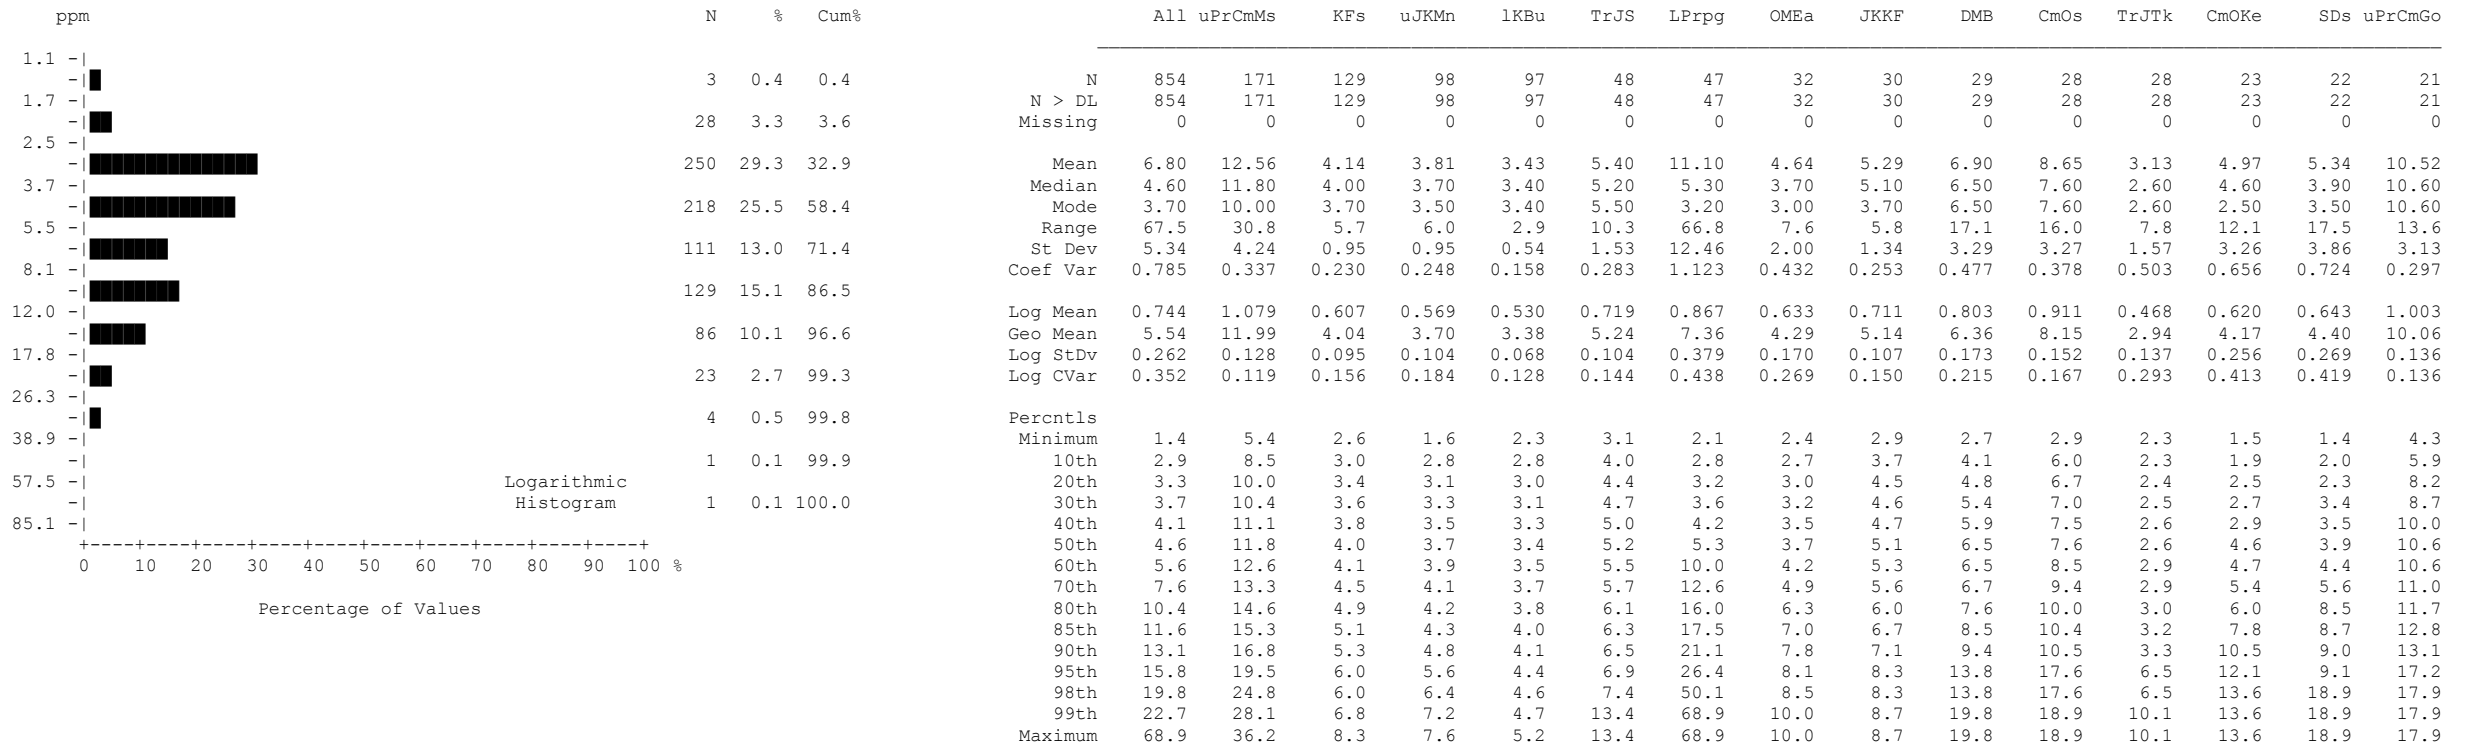 ppm N % Cum% All uPrCmMs KFs uJKMn lKBu TrJS LPrpg OMEa JKKF DMB CmOs TrJTk CmOKe SDs uPrCmGo
1.1 -|
-| 3 0.4 0.4 N 854 171 129 98 97 48 47 32 30 29 28 28 23 22 21
1.7 -| N > DL 854 171 129 98 97 48 47 32 30 29 28 28 23 22 21
-| 28 3.3 3.6 Missing 0 0 0 0 0 0 0 0 0 0 0 0 0 0 0
2.5 -|
-| 250 29.3 32.9 Mean 6.80 12.56 4.14 3.81 3.43 5.40 11.10 4.64 5.29 6.90 8.65 3.13 4.97 5.34 10.52
3.7 -| Median 4.60 11.80 4.00 3.70 3.40 5.20 5.30 3.70 5.10 6.50 7.60 2.60 4.60 3.90 10.60
-| 218 25.5 58.4 Mode 3.70 10.00 3.70 3.50 3.40 5.50 3.20 3.00 3.70 6.50 7.60 2.60 2.50 3.50 10.60
5.5 -| Range 67.5 30.8 5.7 6.0 2.9 10.3 66.8 7.6 5.8 17.1 16.0 7.8 12.1 17.5 13.6
-| 111 13.0 71.4 St Dev 5.34 4.24 0.95 0.95 0.54 1.53 12.46 2.00 1.34 3.29 3.27 1.57 3.26 3.86 3.13
8.1 -| Coef Var 0.785 0.337 0.230 0.248 0.158 0.283 1.123 0.432 0.253 0.477 0.378 0.503 0.656 0.724 0.297
-| 129 15.1 86.5
12.0 -| Log Mean 0.744 1.079 0.607 0.569 0.530 0.719 0.867 0.633 0.711 0.803 0.911 0.468 0.620 0.643 1.003
-| 86 10.1 96.6 Geo Mean 5.54 11.99 4.04 3.70 3.38 5.24 7.36 4.29 5.14 6.36 8.15 2.94 4.17 4.40 10.06
17.8 -| Log StDv 0.262 0.128 0.095 0.104 0.068 0.104 0.379 0.170 0.107 0.173 0.152 0.137 0.256 0.269 0.136
-| 23 2.7 99.3 Log CVar 0.352 0.119 0.156 0.184 0.128 0.144 0.438 0.269 0.150 0.215 0.167 0.293 0.413 0.419 0.136
26.3 -|
-| 4 0.5 99.8 Percntls
38.9 -| Minimum 1.4 5.4 2.6 1.6 2.3 3.1 2.1 2.4 2.9 2.7 2.9 2.3 1.5 1.4 4.3
-| 1 0.1 99.9 10th 2.9 8.5 3.0 2.8 2.8 4.0 2.8 2.7 3.7 4.1 6.0 2.3 1.9 2.0 5.9
57.5 -| Logarithmic 20th 3.3 10.0 3.4 3.1 3.0 4.4 3.2 3.0 4.5 4.8 6.7 2.4 2.5 2.3 8.2
-| Histogram 1 0.1 100.0 30th 3.7 10.4 3.6 3.3 3.1 4.7 3.6 3.2 4.6 5.4 7.0 2.5 2.7 3.4 8.7
85.1 -| 40th 4.1 11.1 3.8 3.5 3.3 5.0 4.2 3.5 4.7 5.9 7.5 2.6 2.9 3.5 10.0
+----+----+----+----+----+----+----+----+----+----+----+----+----+----+----+----+----+----+----+----+ 50th 4.6 11.8 4.0 3.7 3.4 5.2 5.3 3.7 5.1 6.5 7.6 2.6 4.6 3.9 10.6
0 10 20 30 40 50 60 70 80 90 100 % 60th 5.6 12.6 4.1 3.9 3.5 5.5 10.0 4.2 5.3 6.5 8.5 2.9 4.7 4.4 10.6
70th 7.6 13.3 4.5 4.1 3.7 5.7 12.6 4.9 5.6 6.7 9.4 2.9 5.4 5.6 11.0
Percentage of Values 80th 10.4 14.6 4.9 4.2 3.8 6.1 16.0 6.3 6.0 7.6 10.0 3.0 6.0 8.5 11.7
85th 11.6 15.3 5.1 4.3 4.0 6.3 17.5 7.0 6.7 8.5 10.4 3.2 7.8 8.7 12.8
90th 13.1 16.8 5.3 4.8 4.1 6.5 21.1 7.8 7.1 9.4 10.5 3.3 10.5 9.0 13.1
95th 15.8 19.5 6.0 5.6 4.4 6.9 26.4 8.1 8.3 13.8 17.6 6.5 12.1 9.1 17.2
98th 19.8 24.8 6.0 6.4 4.6 7.4 50.1 8.5 8.3 13.8 17.6 6.5 13.6 18.9 17.9
99th 22.7 28.1 6.8 7.2 4.7 13.4 68.9 10.0 8.7 19.8 18.9 10.1 13.6 18.9 17.9
Maximum 68.9 36.2 8.3 7.6 5.2 13.4 68.9 10.0 8.7 19.8 18.9 10.1 13.6 18.9 17.9